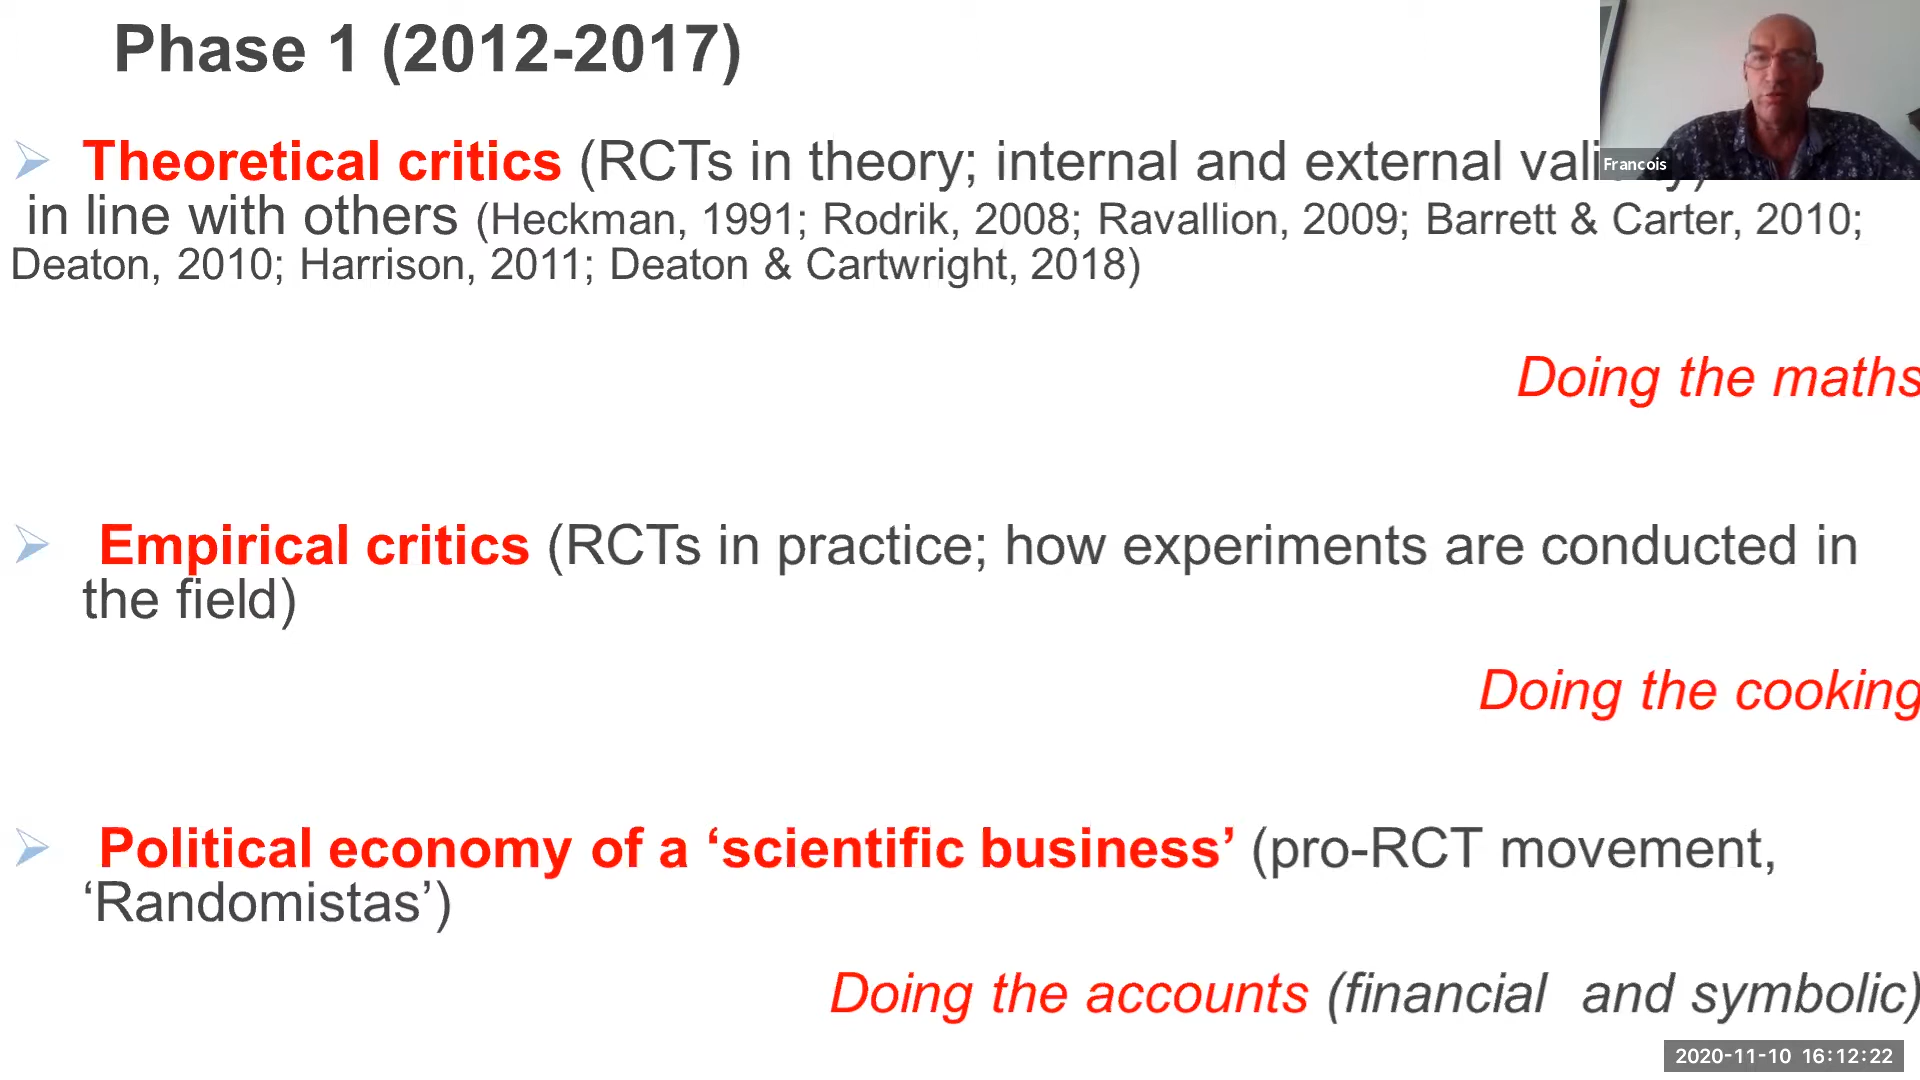 Phase 1 (2012-2017)
Theoretical critics (RCTs in theory; internal and external
in line with others (Heckman, 1991; Rodrik, 2008; Ravallion, 2009; Barrett & Carter, 2010;
Deaton, 2010; Harrison, 2011; Deaton & Cartwright, 2018)
Doing the maths
Empirical critics (RCTs in practice; how experiments are conducted in
the field)
Doing the cooking
Political economy of a ‘scientific business’ (pro-RCT movement,
‘Randomistas’)
Doing the accounts (financial and symbolic)
Francois
2020-11-10 16:12:22